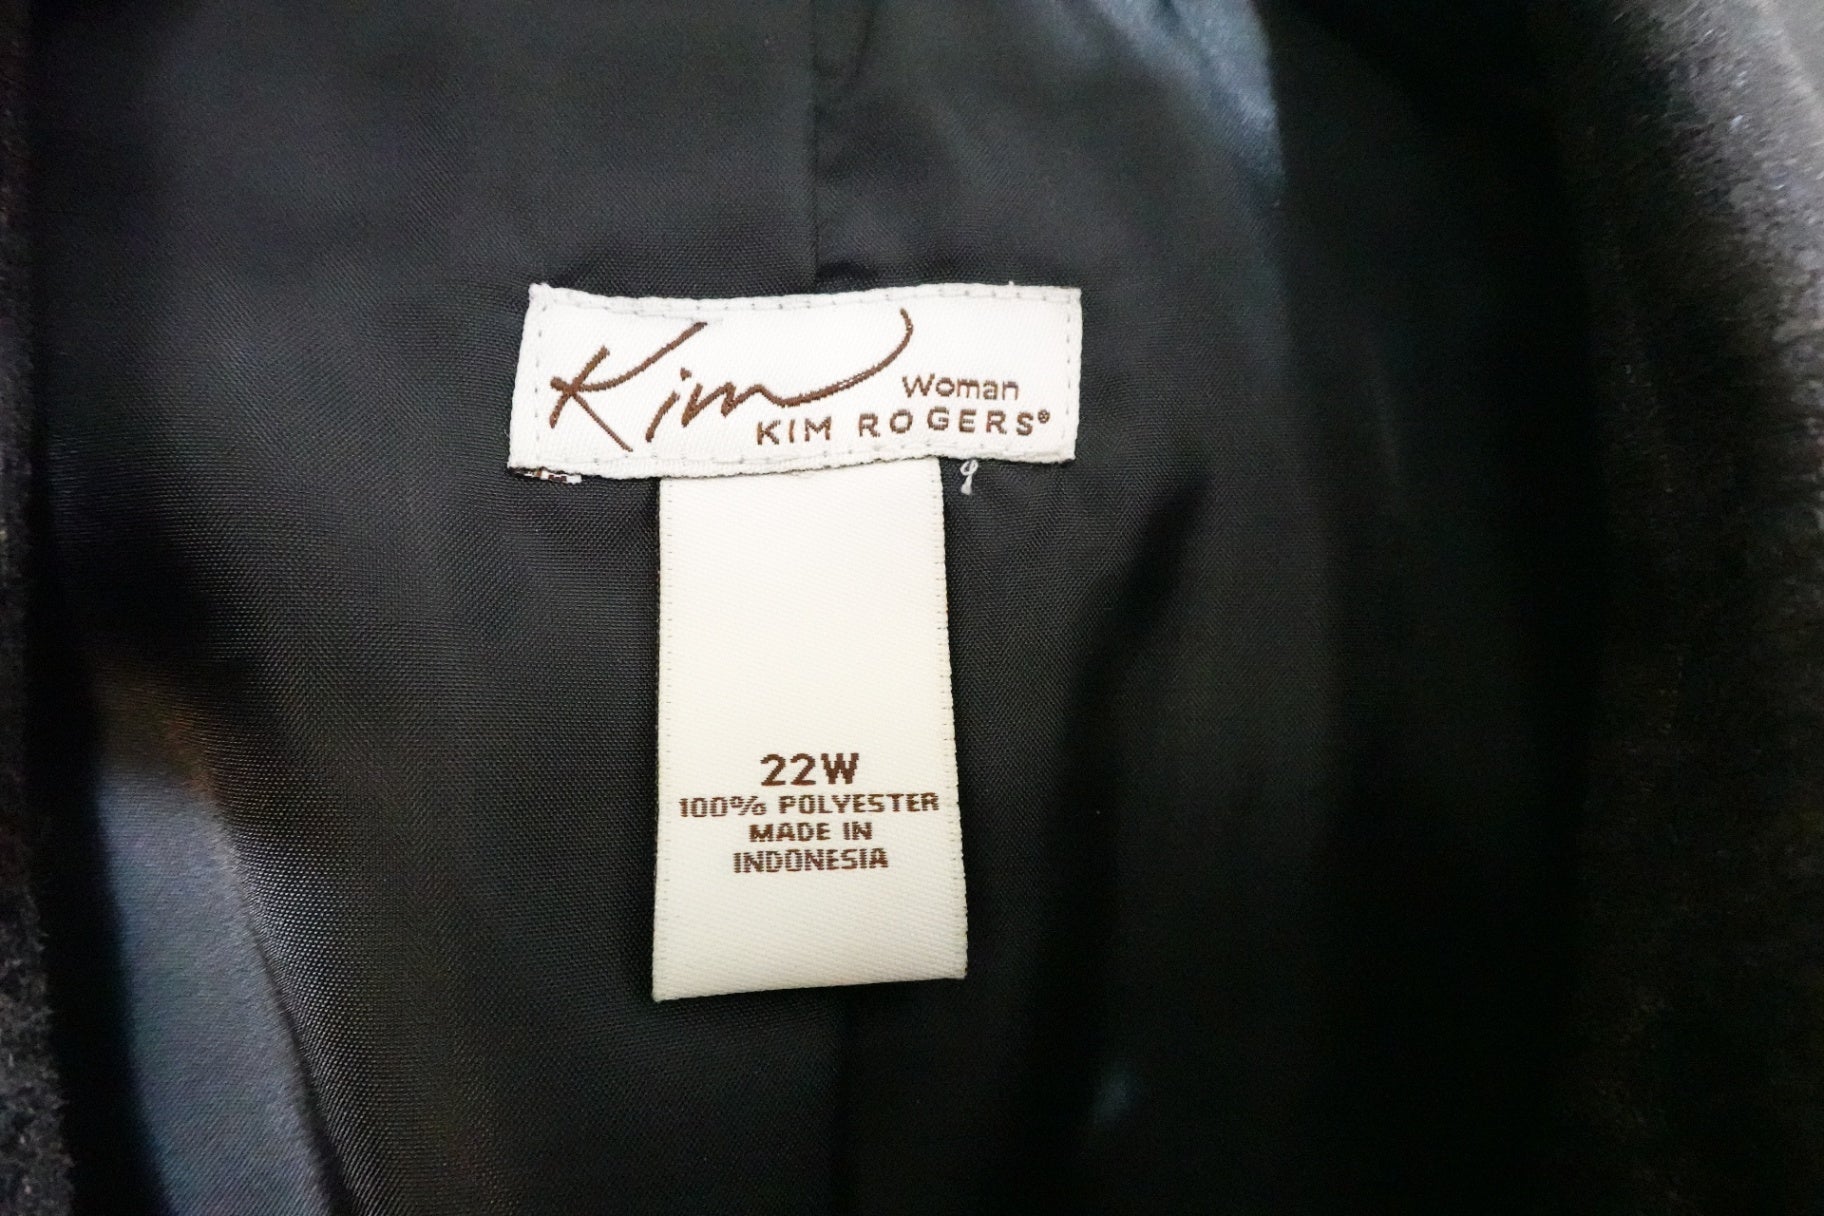 Kim Woman
KIM ROGERS®
22W
100% POLYESTER
MADE IN
INDONESIA